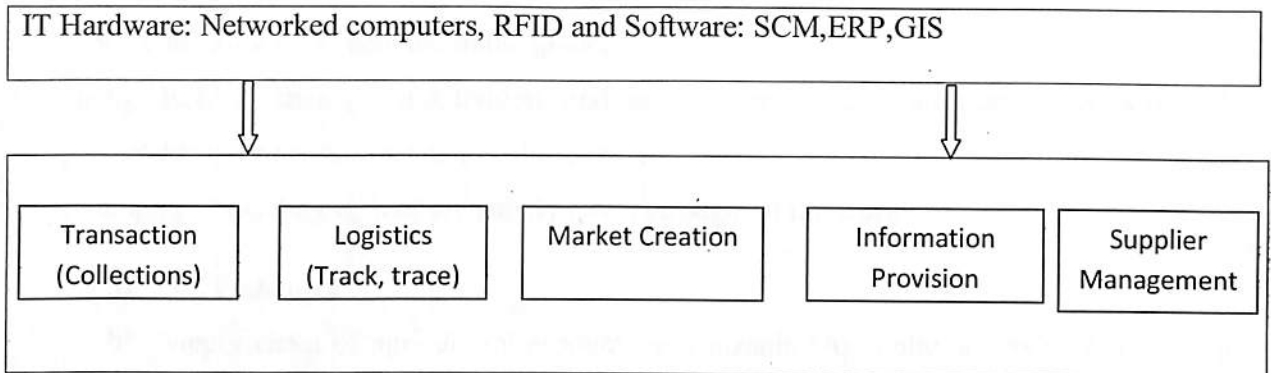 IT Hardware: Networked computers, RFID and Software: SCM,ERP,GIS
Transaction
(Collections)
Logistics
(Track, trace)
Market Creation
Information
Provision
Supplier
Management